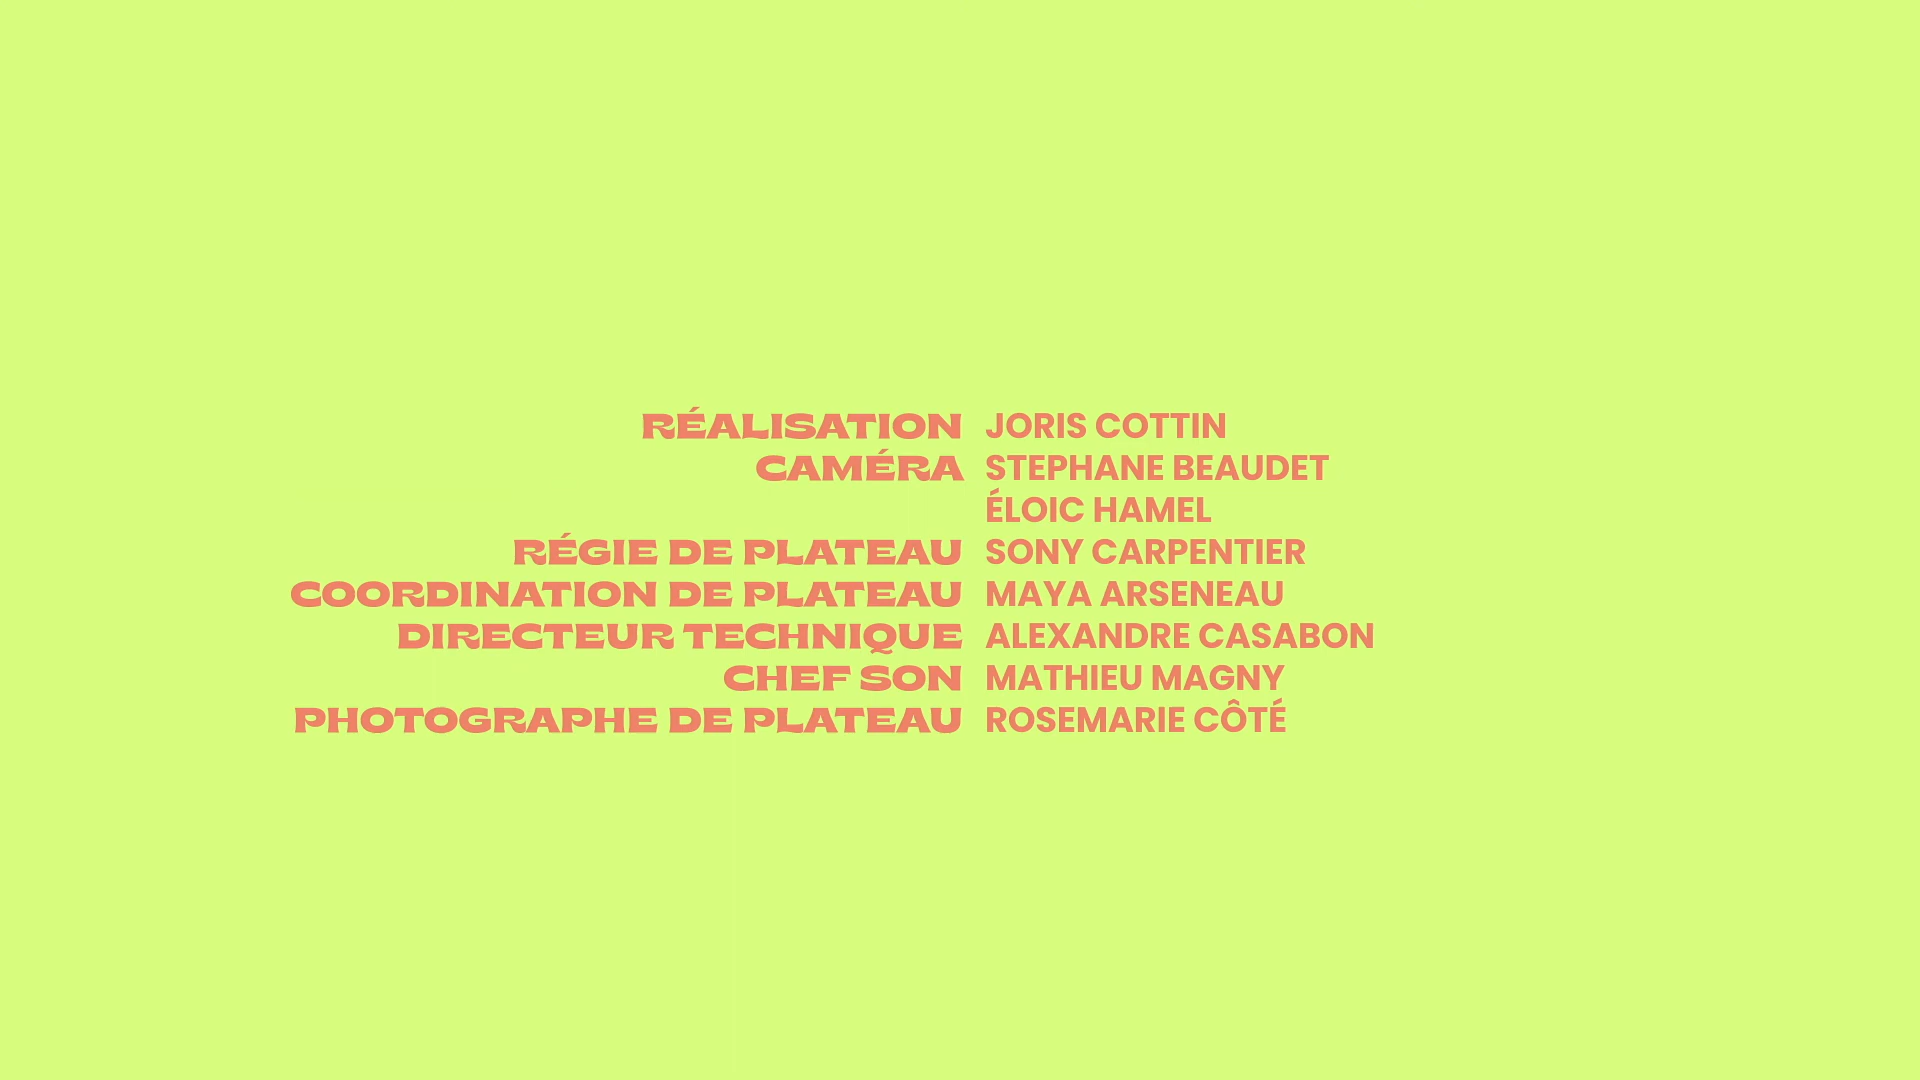 RÉALISATION JORIS COTTIN
CAMÉRA STEPHANE BEAUDET
ÉLOIC HAMEL
RÉGIE DE PLATEAU SONY CARPENTIER
COORDINATION DE PLATEAU MAYA ARSENEAU
DIRECTEUR TECHNIQUE ALEXANDRE CASABON
CHEF SON MATHIEU MAGNY
PHOTOGRAPHE DE PLATEAU ROSEMARIE CÔTÉ